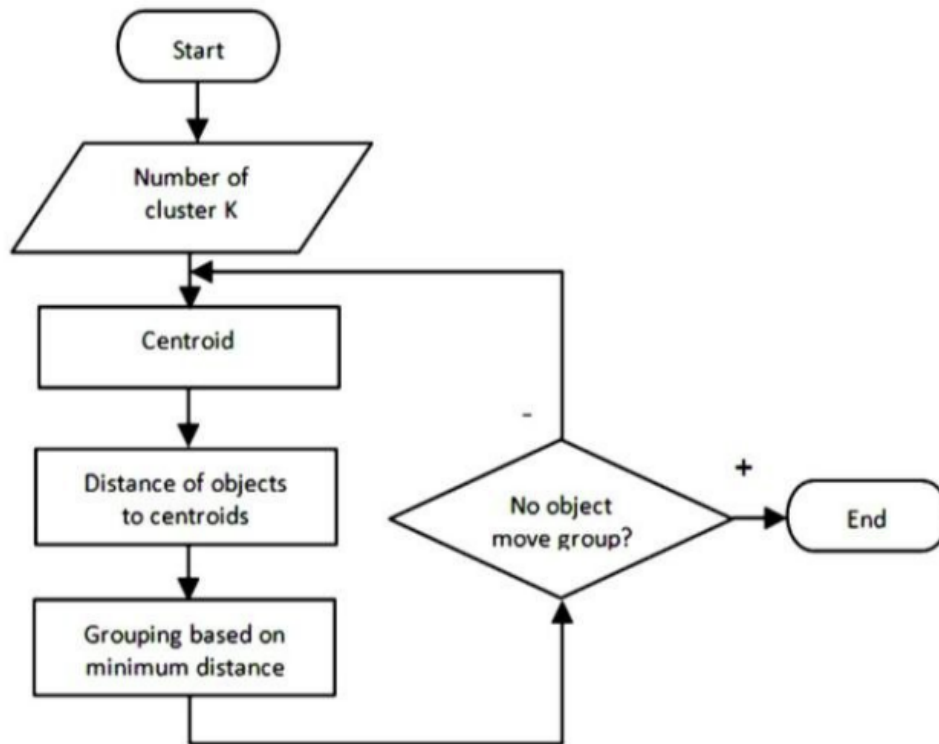 Start
Number of
cluster K
Centroid
Distance of objects
to centroids
Grouping based on
minimum distance
-
No object
move group?
+
End